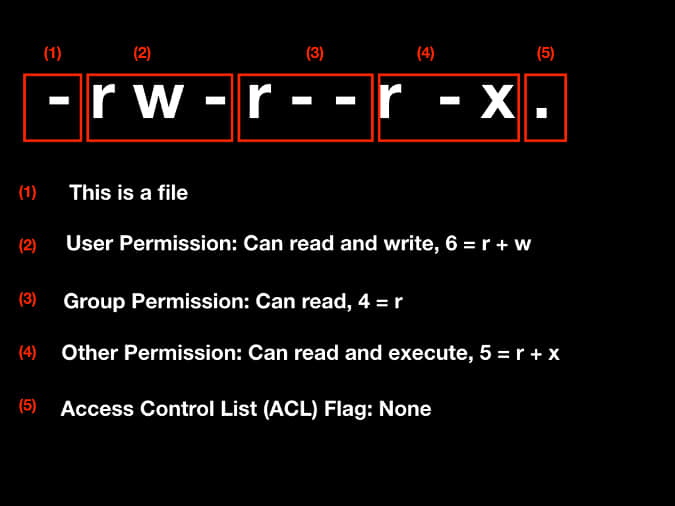 (1) (2) (3) (4) (5)
- r w - r - - r - x .
(1) This is a file
(2) User Permission: Can read and write, 6 = r + w
(3) Group Permission: Can read, 4 = r
(4) Other Permission: Can read and execute, 5 = r + x
(5) Access Control List (ACL) Flag: None